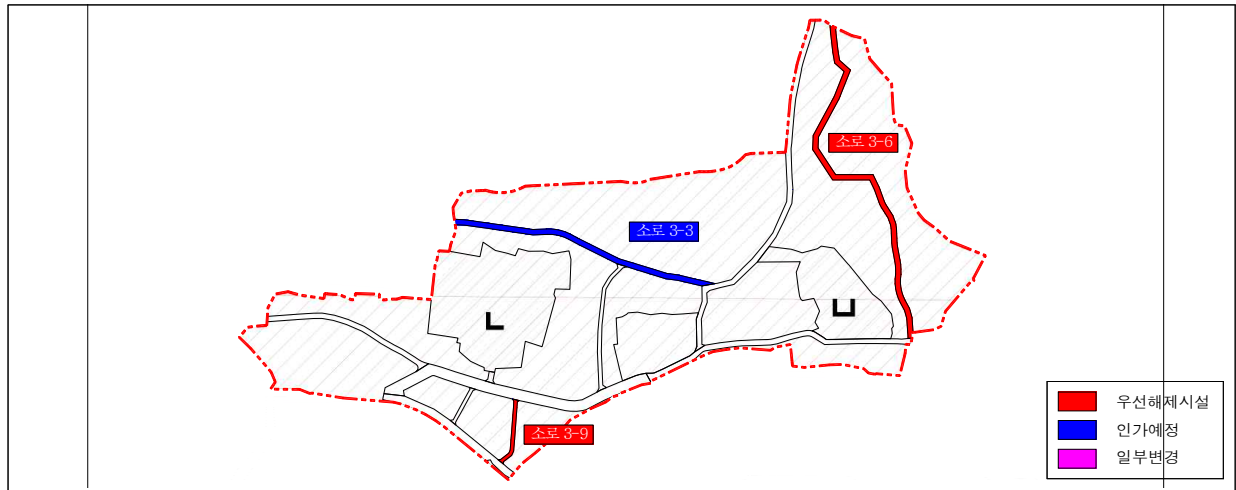 소로 3-6
소로 3-3
ㄴ
ㄷ
소로 3-9
우선해제시설
인가예정
일부변경